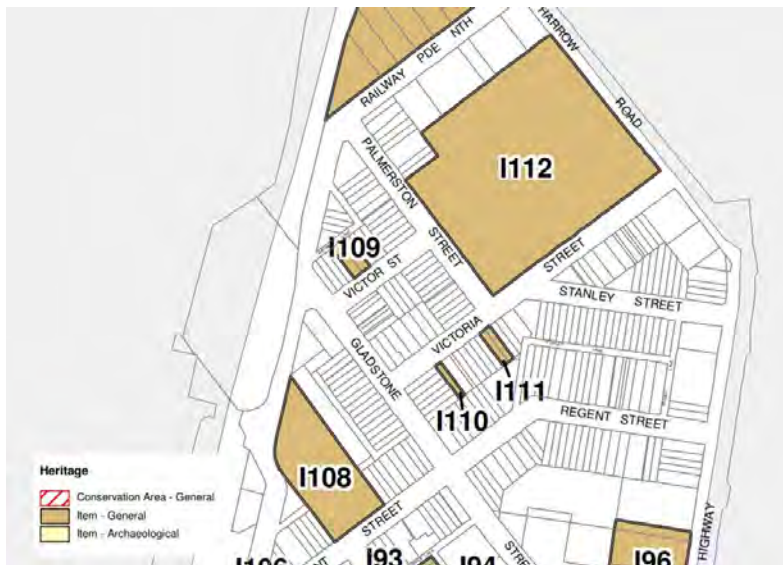 HARROW
ROAD
RAILWAY PDE NTH
I112
PALMERSTON
STREET
I109
VICTOR ST
STREET
STANLEY STREET
VICTORIA
GLADSTONE
I111
I110
REGENT STREET
I108
STREET
HIGHWAY
I93
I94
I96
Heritage
Conservation Area - General
Item - General
Item - Archaeological